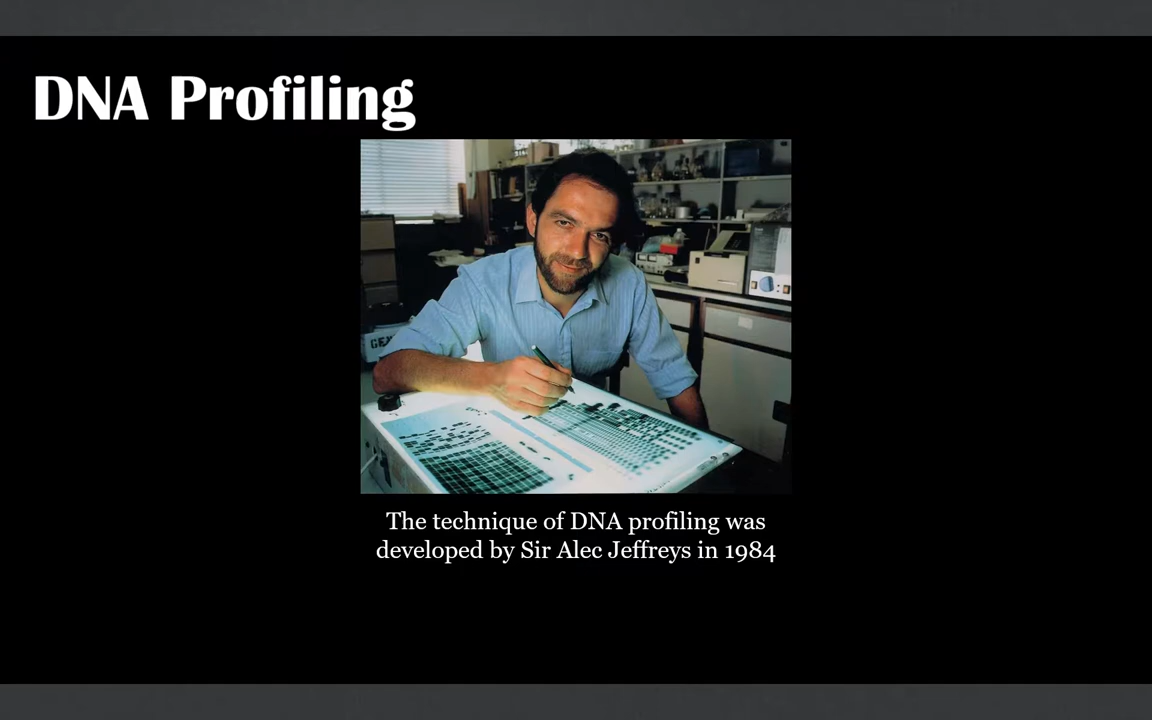 DNA Profiling
The technique of DNA profiling was
developed by Sir Alec Jeffreys in 1984